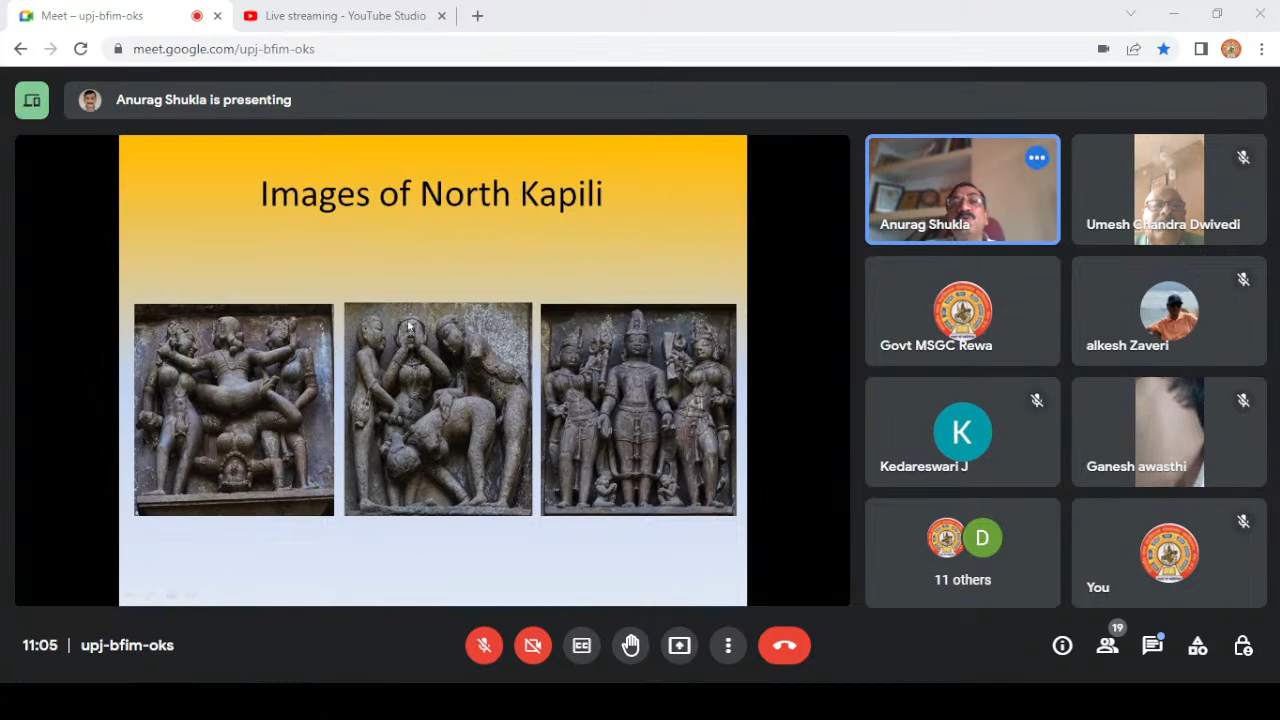 Meet – upj-bfim-oks
Live streaming - YouTube Studio
meet.google.com/upj-bfim-oks
Anurag Shukla is presenting
Images of North Kapili
Anurag Shukla
Umesh Chandra Dwivedi
Govt MSGC Rewa
alkesh Zaveri
K
Kedareswari J
Ganesh awasthi
D
11 others
You
19
11:05 | upj-bfim-oks
CC